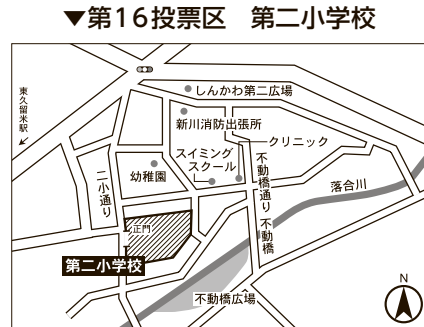 ▼第16投票区　第二小学校
東久留米駅
しんかわ第二広場
新川消防出張所
クリニック
スイミング
スクール
幼稚園
二小通り
不動橋通り
落合川
正門
不動橋
第二小学校
不動橋広場
N